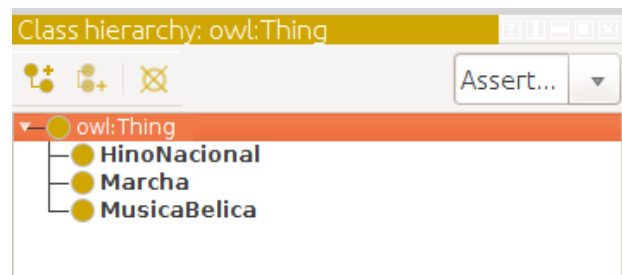 Class hierarchy: owl:Thing
Assert...
owl:Thing
HinoNacional
Marcha
MusicaBelica